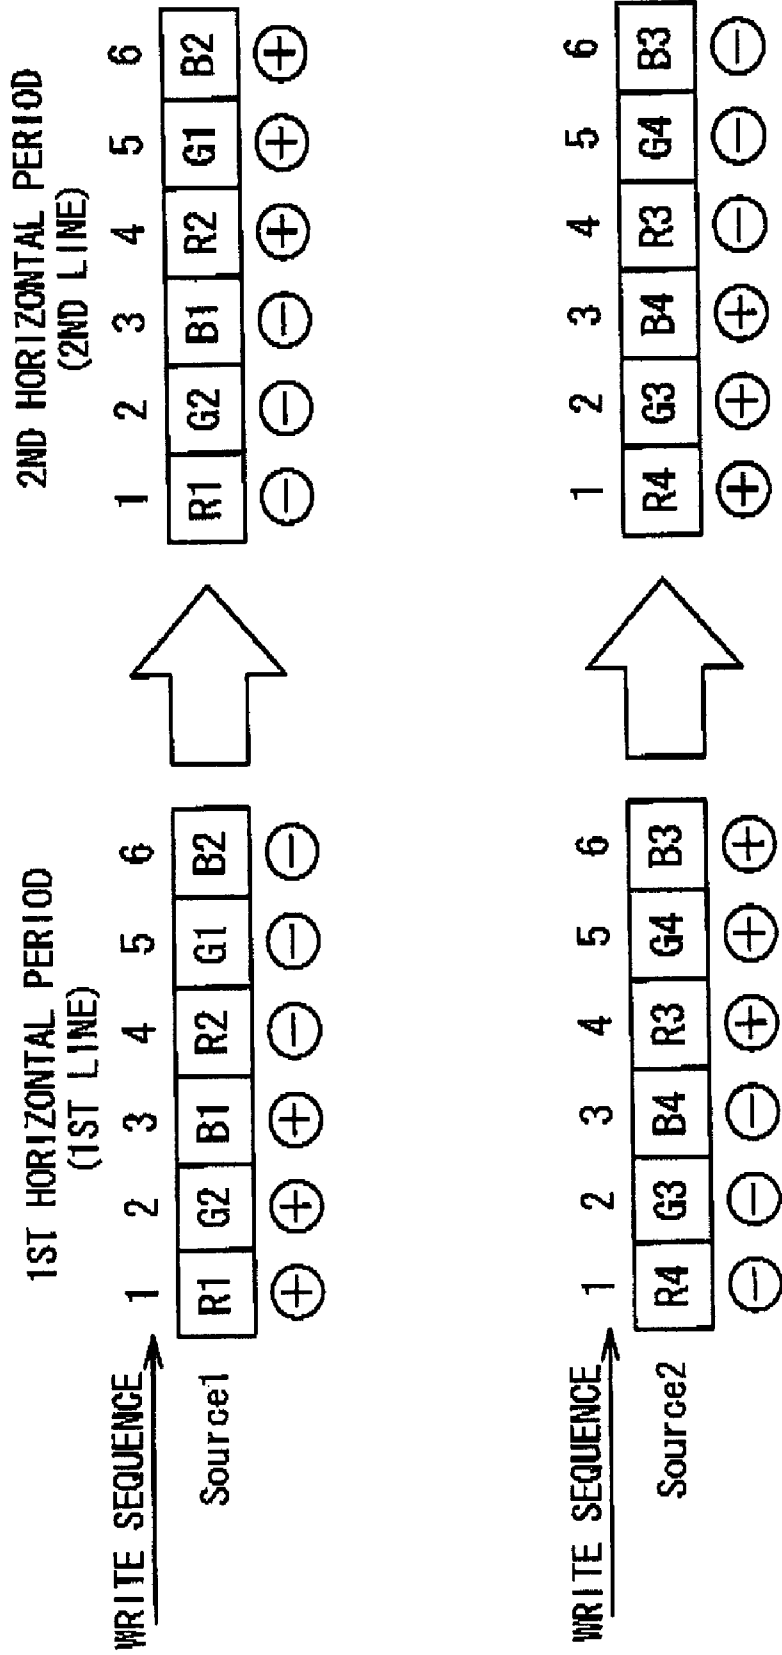 1ST HORIZONTAL PERIOD
(1ST LINE)
2ND HORIZONTAL PERIOD
(2ND LINE)
WRITE SEQUENCE
1 2 3 4 5 6
1 2 3 4 5 6
Source1
R1 G2 B1 R2 G1 B2
R1 G2 B1 R2 G1 B2
+ + + − − −
− − − + + +
WRITE SEQUENCE
1 2 3 4 5 6
1 2 3 4 5 6
Source2
R4 G3 B4 R3 G4 B3
R4 G3 B4 R3 G4 B3
− − − + + +
+ + + − − −